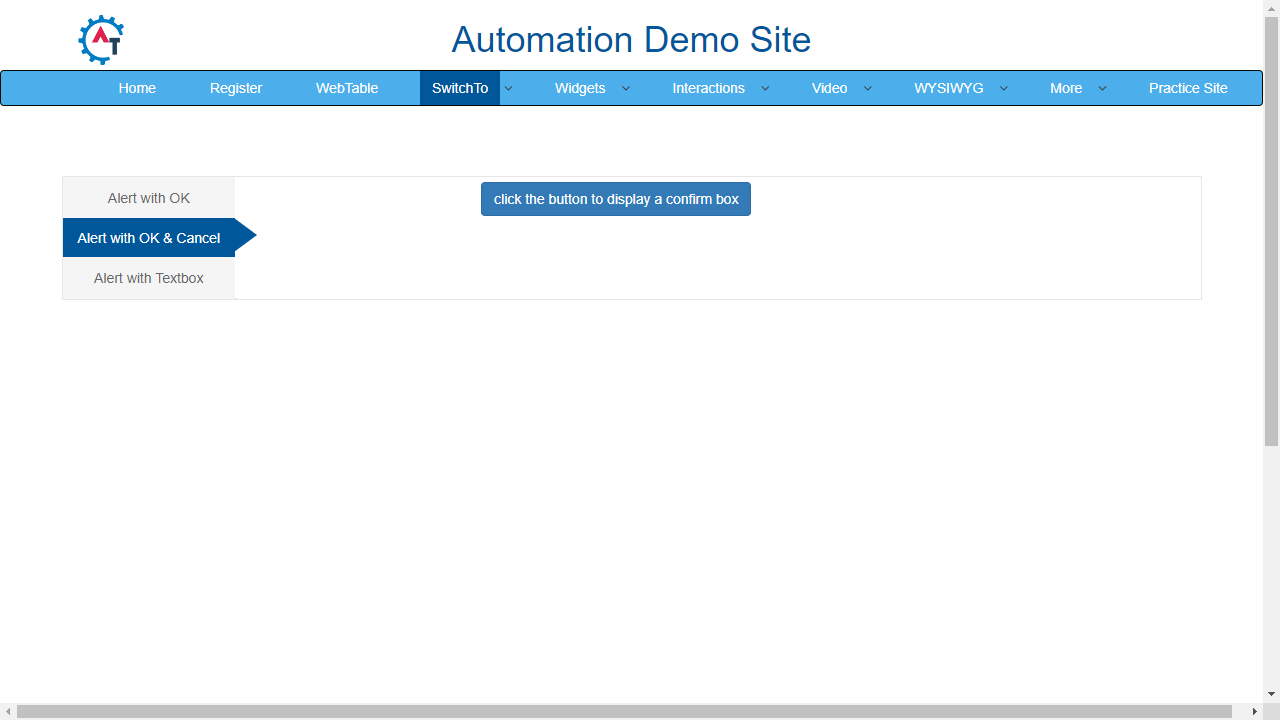 AT
Automation Demo Site
Home Register WebTable SwitchTo Widgets Interactions Video WYSIWYG More Practice Site
Alert with OK
click the button to display a confirm box
Alert with OK & Cancel
Alert with Textbox